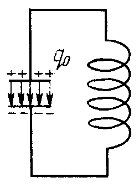 + + + + +
q₀
− − − − −